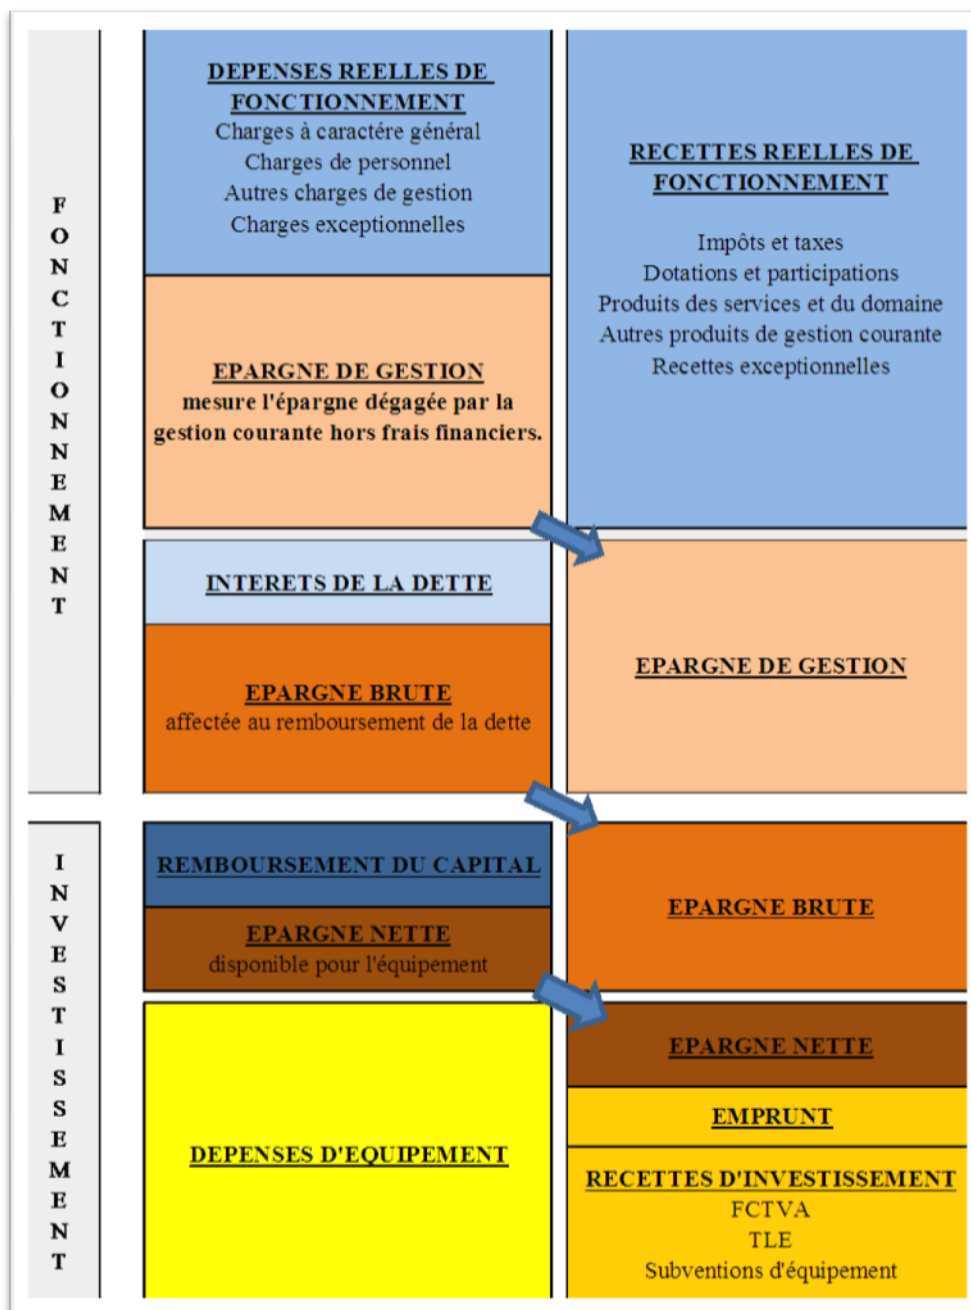 FONCTIONNEMENT
DEPENSES REELLES DE
FONCTIONNEMENT
Charges à caractére général
Charges de personnel
Autres charges de gestion
Charges exceptionnelles
RECETTES REELLES DE
FONCTIONNEMENT
Impôts et taxes
Dotations et participations
Produits des services et du domaine
Autres produits de gestion courante
Recettes exceptionnelles
EPARGNE DE GESTION
mesure l'épargne dégagée par la
gestion courante hors frais financiers.
INTERETS DE LA DETTE
EPARGNE BRUTE
affectée au remboursement de la dette
EPARGNE DE GESTION
INVESTISSEMENT
REMBOURSEMENT DU CAPITAL
EPARGNE NETTE
disponible pour l'équipement
EPARGNE BRUTE
DEPENSES D'EQUIPEMENT
EPARGNE NETTE
EMPRUNT
RECETTES D'INVESTISSEMENT
FCTVA
TLE
Subventions d'équipement